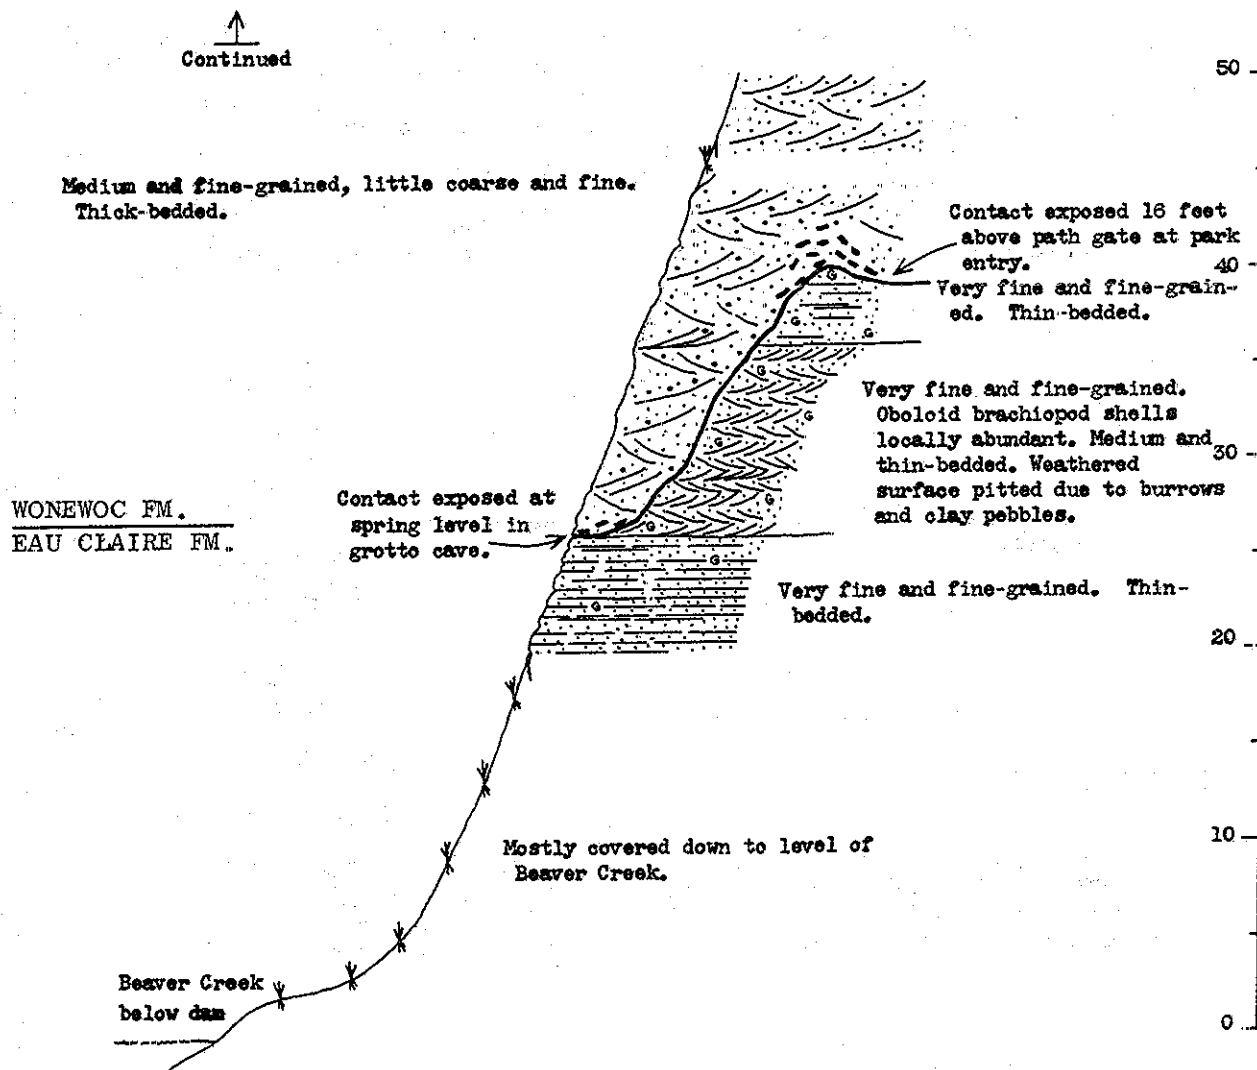 Continued
50
Medium and fine-grained, little coarse and fine.
Thick-bedded.
Contact exposed 16 feet
above path gate at park
entry.
40
Very fine and fine-grain-
ed. Thin-bedded.
Very fine and fine-grained.
Oboloid brachiopod shells
locally abundant. Medium and
thin-bedded. Weathered
surface pitted due to burrows
and clay pebbles.
30
WONEWOC FM.
EAU CLAIRE FM.
Contact exposed at
spring level in
grotto cave.
Very fine and fine-grained. Thin-
bedded.
20
10
Mostly covered down to level of
Beaver Creek.
Beaver Creek
below dam
0
G
G
G
G
G
G
G
G
G
G